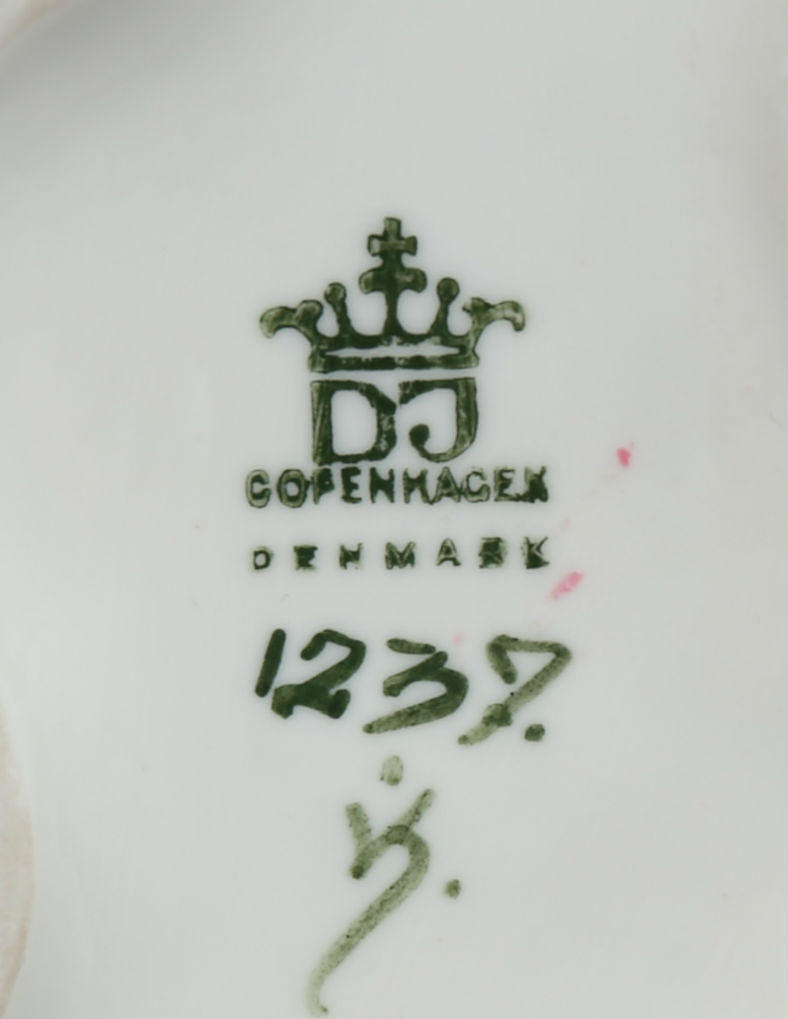 DJ
COPENHAGEN
DENMARK
1237.